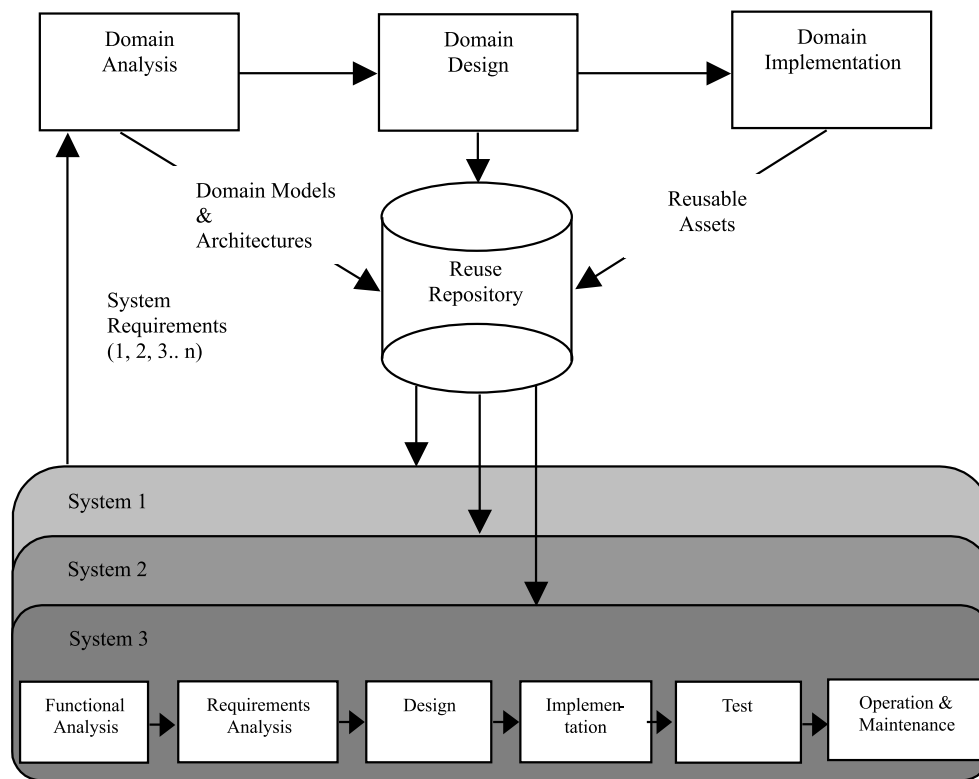 Domain
Analysis
Domain
Design
Domain
Implementation
Domain Models
&
Architectures
Reusable
Assets
Reuse
Repository
System
Requirements
(1, 2, 3.. n)
System 1
System 2
System 3
Functional
Analysis
Requirements
Analysis
Design
Implemen-
tation
Test
Operation &
Maintenance